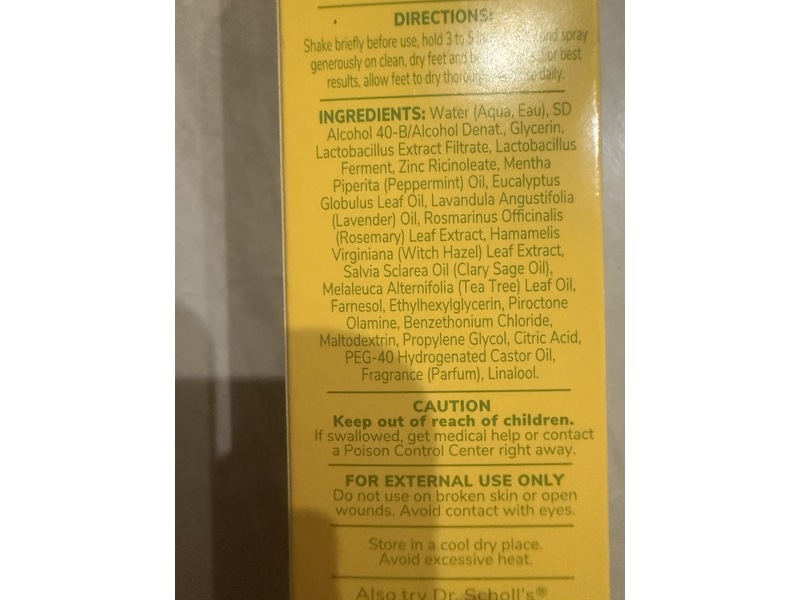 DIRECTIONS:
Shake briefly before use, hold 3 to 5 and spray
generously on clean, dry feet and For best
results, allow feet to dry daily.
INGREDIENTS: Water (Aqua, Eau), SD
Alcohol 40-B/Alcohol Denat., Glycerin,
Lactobacillus Extract Filtrate, Lactobacillus
Ferment, Zinc Ricinoleate, Mentha
Piperita (Peppermint) Oil, Eucalyptus
Globulus Leaf Oil, Lavandula Angustifolia
(Lavender) Oil, Rosmarinus Officinalis
(Rosemary) Leaf Extract, Hamamelis
Virginiana (Witch Hazel) Leaf Extract,
Salvia Sclarea Oil (Clary Sage Oil),
Melaleuca Alternifolia (Tea Tree) Leaf Oil,
Farnesol, Ethylhexylglycerin, Piroctone
Olamine, Benzethonium Chloride,
Maltodextrin, Propylene Glycol, Citric Acid,
PEG-40 Hydrogenated Castor Oil,
Fragrance (Parfum), Linalool.
CAUTION
Keep out of reach of children.
If swallowed, get medical help or contact
a Poison Control Center right away.
FOR EXTERNAL USE ONLY
Do not use on broken skin or open
wounds. Avoid contact with eyes.
Store in a cool dry place.
Avoid excessive heat.
Also try Dr. Scholl's®